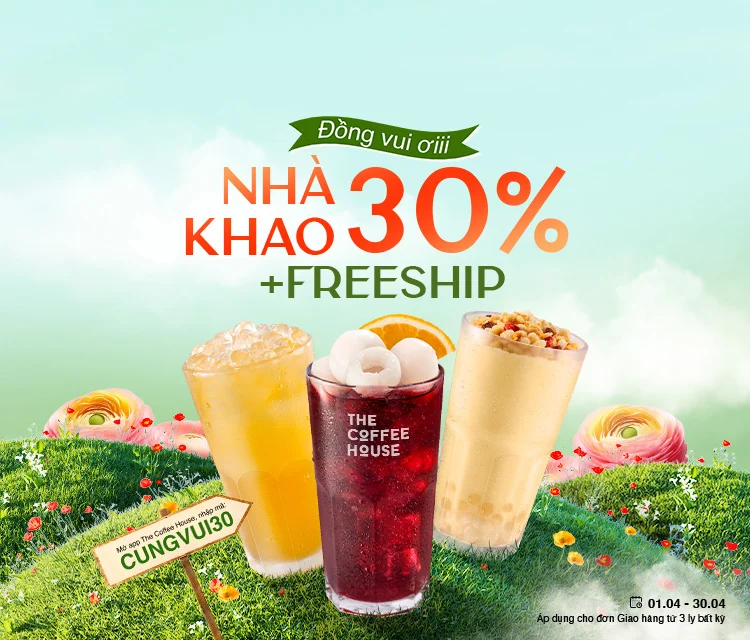 Đồng vui ơiii
NHÀ
KHAO
30%
+FREESHIP
THE
COFFEE
HOUSE
Mở app The Coffee House, nhập mã:
CUNGVUI30
01.04 - 30.04
Áp dụng cho đơn Giao hàng từ 3 ly bất kỳ